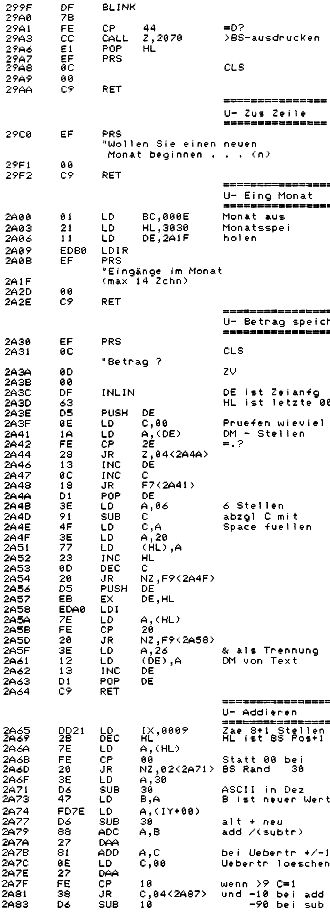 299F DF BLINK
29A0 7B
29A1 FE CP 44 =D?
29A3 CC CALL Z,2070 >BS-ausdrucken
29A6 E1 POP HL
29A7 EF PRS
29A8 0C CLS
29A9 00
29AA C9 RET
U- Zus Zeile
29C0 EF PRS
"Wollen Sie einen neuen
Monat beginnen . . . (n)
29F1 00
29F2 C9 RET
U- Eing Monat
2A00 01 LD BC,000E Monat aus
2A03 21 LD HL,3030 Monatsspei
2A06 11 LD DE,2A1F holen
2A09 EDB0 LDIR
2A0B EF PRS
"Eingänge im Monat
2A1F (max 14 Zchn)
2A2D 00
2A2E C9 RET
U- Betrag speich
2A30 EF PRS
2A31 0C CLS
"Betrag ?
2A3A 0D ZV
2A3B 00
2A3C DF INLIN DE ist Zeianfg
2A3D 63 HL ist letzte 00
2A3E D5 PUSH DE
2A3F 0E LD C,00 Pruefen wieviel
2A41 1A LD A,(DE) DM - Stellen
2A42 FE CP 2E =.?
2A44 28 JR Z,04<2A4A>
2A46 13 INC DE
2A47 0C INC C
2A48 18 JR F7<2A41>
2A4A D1 POP DE
2A4B 3E LD A,06 6 Stellen
2A4D 91 SUB C abzgl C mit
2A4E 4F LD C,A Space fuellen
2A4F 3E LD A,20
2A51 77 LD (HL),A
2A52 23 INC HL
2A53 0D DEC C
2A54 20 JR NZ,F9<2A4F>
2A56 D5 PUSH DE
2A57 EB EX DE,HL
2A58 EDA0 LDI
2A5A 7E LD A,(HL)
2A5B FE CP 20
2A5D 20 JR NZ,F9<2A58>
2A5F 3E LD A,26 & als Trennung
2A61 12 LD (DE),A DM von Text
2A62 13 INC DE
2A63 D1 POP DE
2A64 C9 RET
U- Addieren
2A65 DD21 LD IX,0009 Zae 8+1 Stellen
2A69 2B DEC HL HL ist BS Pos+1
2A6A 7E LD A,(HL)
2A6B FE CP 00 Statt 00 bei
2A6D 20 JR NZ,02<2A71> BS Rand 30
2A6F 3E LD A,30
2A71 D6 SUB 30 ASCII in Dez
2A73 47 LD B,A B ist neuer Wert
2A74 FD7E LD A,(IY+00)
2A77 D6 SUB 30 alt + neu
2A79 88 ADC A,B add /(subtr)
2A7A 27 DAA
2A7B 81 ADD A,C bei Uebertr +/-1
2A7C 0E LD C,00 Uebertr loeschen
2A7E 27 DAA
2A7F FE CP 10 wenn >9 C=1
2A81 38 JR C,04<2A87> und -10 bei add
2A83 D6 SUB 10 -90 bei sub